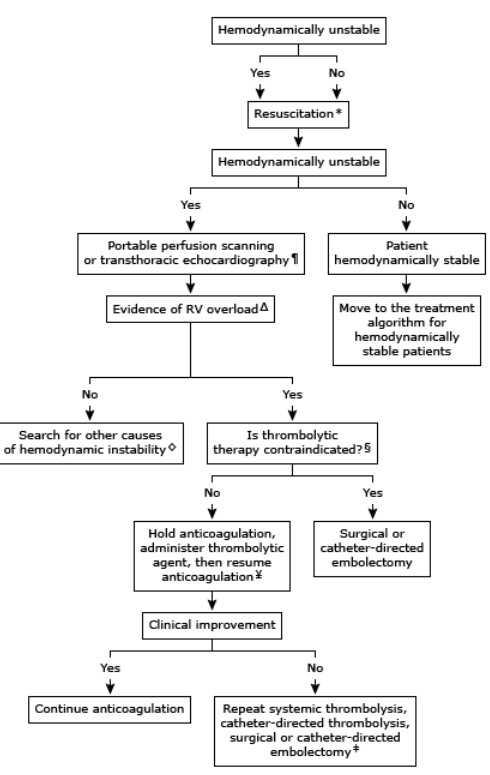 Hemodynamically unstable
Yes
No
Resuscitation*
Hemodynamically unstable
Yes
No
Portable perfusion scanning
or transthoracic echocardiography¶
Patient
hemodynamically stable
Evidence of RV overloadΔ
Move to the treatment
algorithm for
hemodynamically
stable patients
No
Yes
Search for other causes
of hemodynamic instability◇
Is thrombolytic
therapy contraindicated?§
No
Yes
Hold anticoagulation,
administer thrombolytic
agent, then resume
anticoagulation¥
Surgical or
catheter-directed
embolectomy
Clinical improvement
Yes
No
Continue anticoagulation
Repeat systemic thrombolysis,
catheter-directed thrombolysis,
surgical or catheter-directed
embolectomy‡